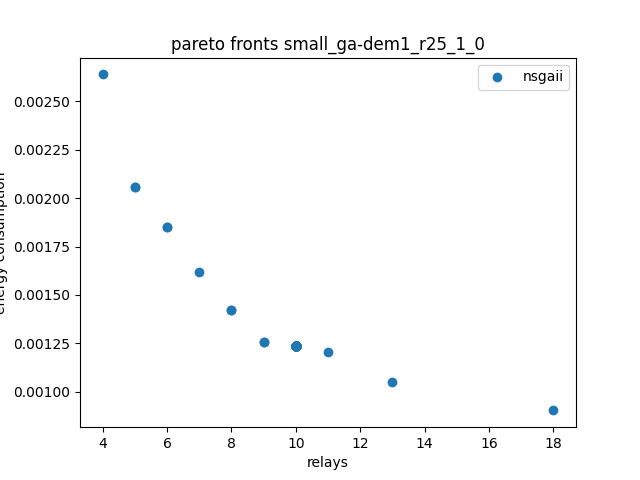 pareto fronts small_ga-dem1_r25_1_0
nsgaii
energy consumption
0.00250
0.00225
0.00200
0.00175
0.00150
0.00125
0.00100
4 6 8 10 12 14 16 18
relays